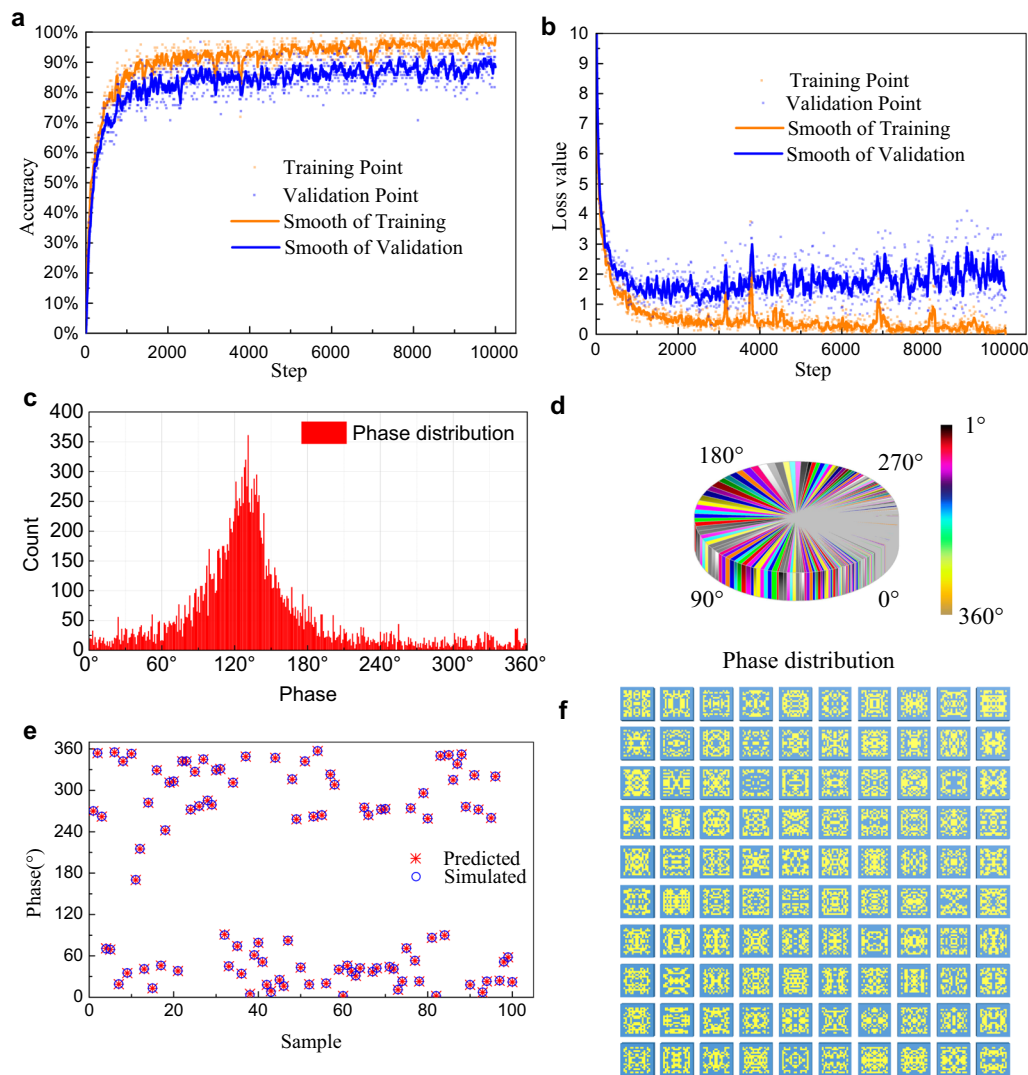 a
100%
90%
80%
70%
60%
50%
40%
30%
20%
10%
0%
Accuracy
Training Point
Validation Point
Smooth of Training
Smooth of Validation
0 2000 4000 6000 8000 10000
Step
b
10
9
8
7
6
5
4
3
2
1
0
Loss value
Training Point
Validation Point
Smooth of Training
Smooth of Validation
0 2000 4000 6000 8000 10000
Step
c
400
350
300
250
200
150
100
50
0
Count
Phase distribution
0° 60° 120° 180° 240° 300° 360°
Phase
d
180°
270°
90°
0°
1°
360°
Phase distribution
e
360
300
240
180
120
60
0
Phase(°)
Predicted
Simulated
0 20 40 60 80 100
Sample
f